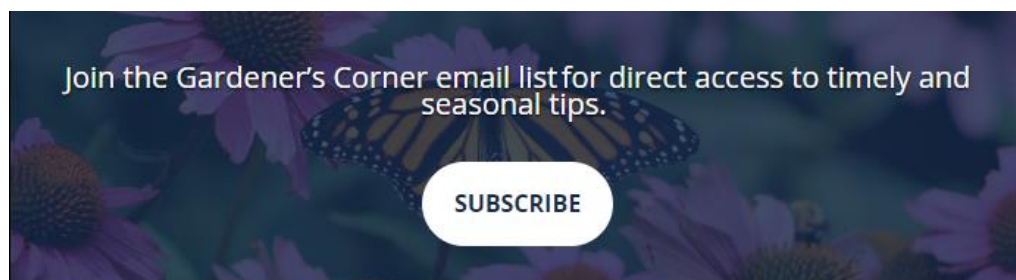 Join the Gardener’s Corner email list for direct access to timely and
seasonal tips.
SUBSCRIBE